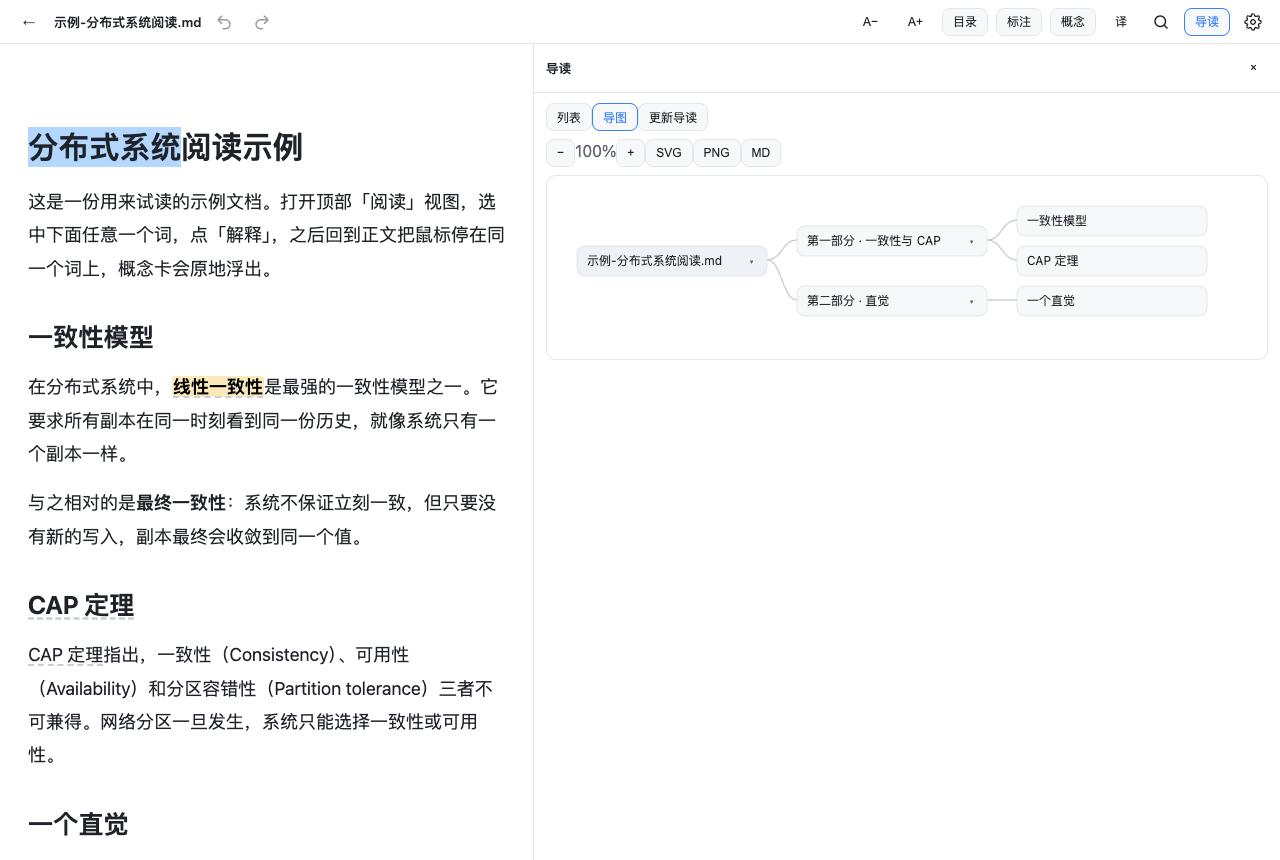 ← 示例-分布式系统阅读.md A− A+ 目录 标注 概念 译 导读
导读 ×
列表 导图 更新导读
− 100% + SVG PNG MD
示例-分布式系统阅读.md
第一部分 · 一致性与 CAP
第二部分 · 直觉
一致性模型
CAP 定理
一个直觉
分布式系统阅读示例
这是一份用来试读的示例文档。打开顶部「阅读」视图，选
中下面任意一个词，点「解释」，之后回到正文把鼠标停在同
一个词上，概念卡会原地浮出。
一致性模型
在分布式系统中，线性一致性是最强的一致性模型之一。它
要求所有副本在同一时刻看到同一份历史，就像系统只有一
个副本一样。
与之相对的是最终一致性：系统不保证立刻一致，但只要没
有新的写入，副本最终会收敛到同一个值。
CAP 定理
CAP 定理指出，一致性（Consistency）、可用性
（Availability）和分区容错性（Partition tolerance）三者不
可兼得。网络分区一旦发生，系统只能选择一致性或可用
性。
一个直觉